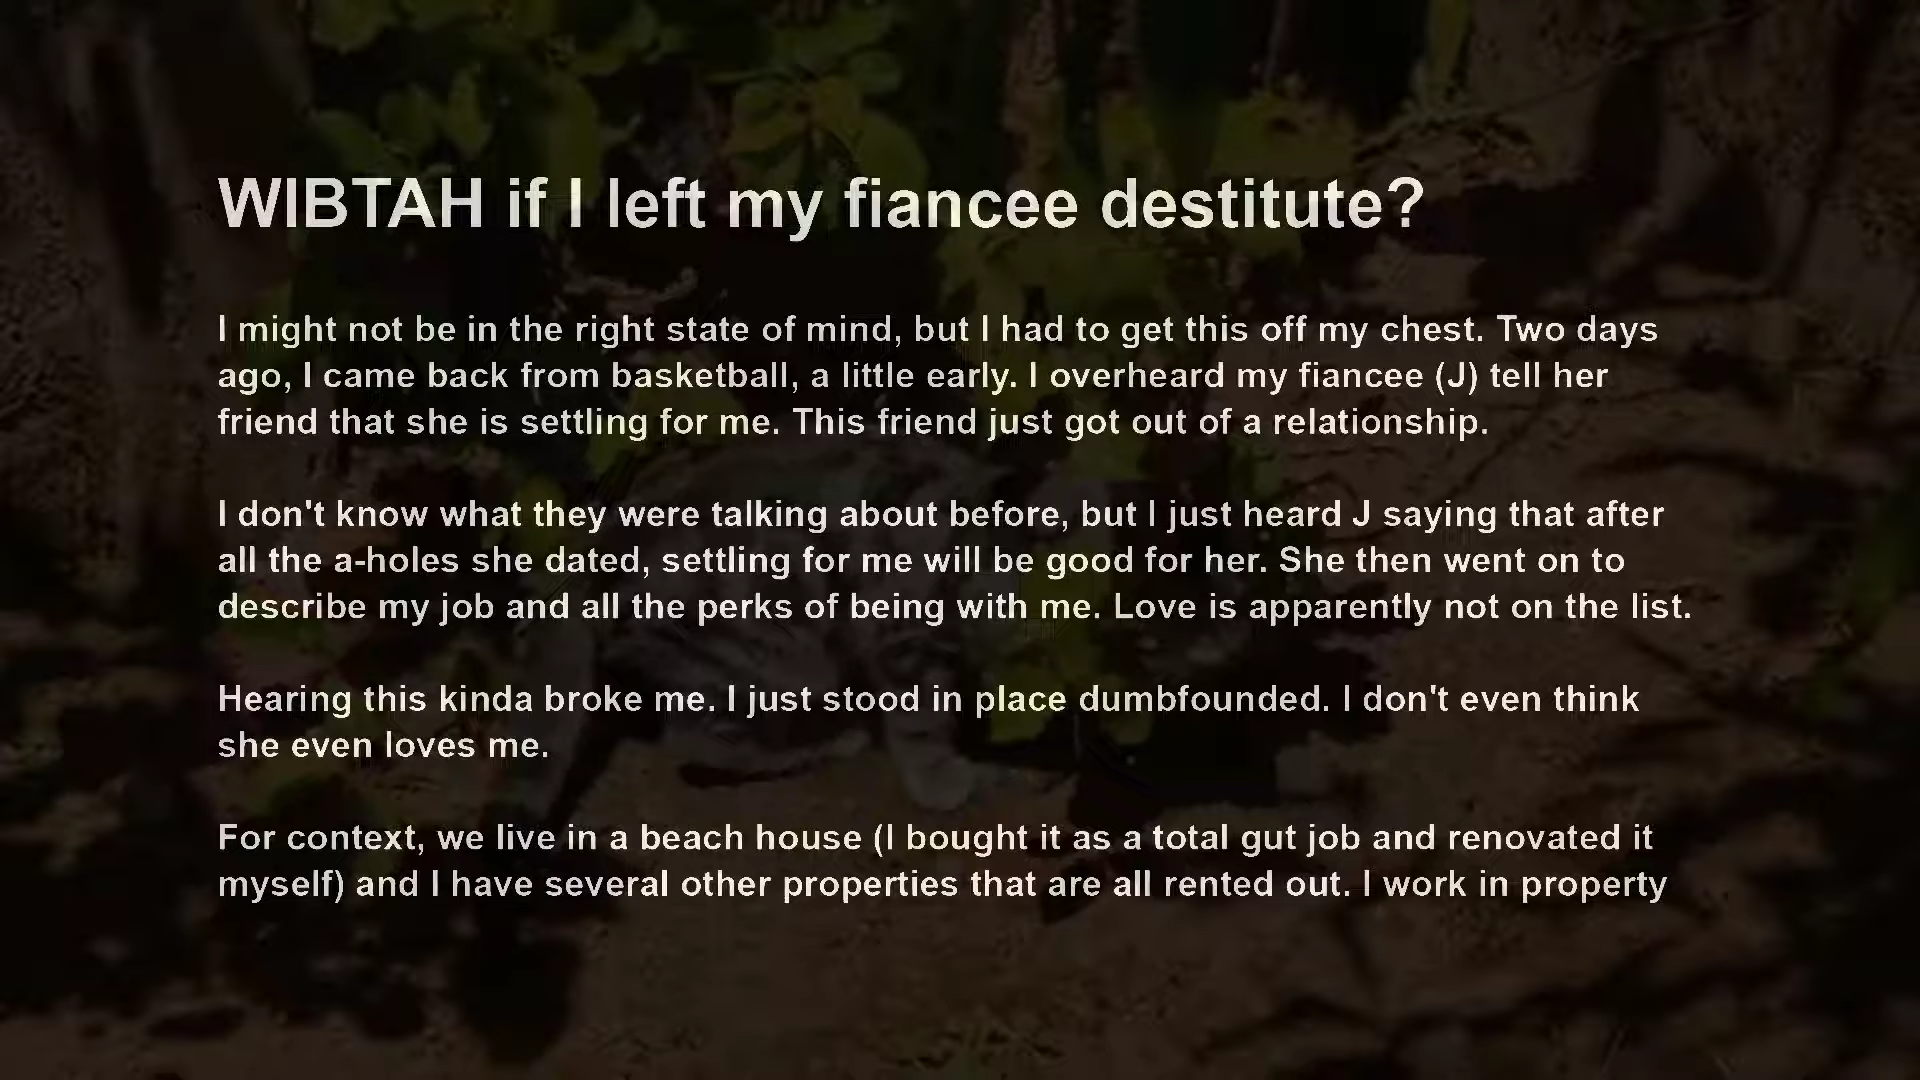 WIBTAH if I left my fiancee destitute?
I might not be in the right state of mind, but I had to get this off my chest. Two days
ago, I came back from basketball, a little early. I overheard my fiancee (J) tell her
friend that she is settling for me. This friend just got out of a relationship.
I don't know what they were talking about before, but I just heard J saying that after
all the a-holes she dated, settling for me will be good for her. She then went on to
describe my job and all the perks of being with me. Love is apparently not on the list.
Hearing this kinda broke me. I just stood in place dumbfounded. I don't even think
she even loves me.
For context, we live in a beach house (I bought it as a total gut job and renovated it
myself) and I have several other properties that are all rented out. I work in property